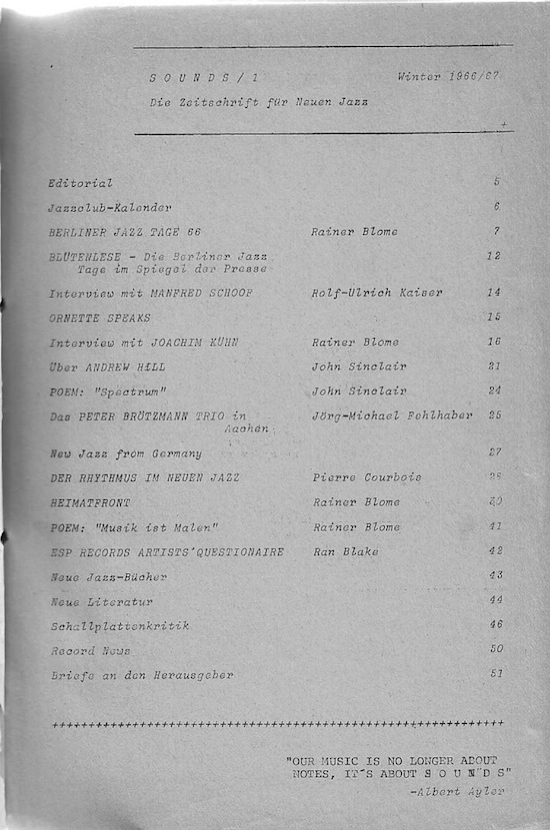 S O U N D S / 1 Winter 1966/67
Die Zeitschrift für Neuen Jazz
Editorial 5
Jazzclub-Kalender 6
BERLINER JAZZ TAGE 66 Rainer Blome 7
BLÜTENLESE - Die Berliner Jazz 12
Tage im Spiegel der Presse
Interview mit MANFRED SCHOOF Rolf-Ulrich Kaiser 14
ORNETTE SPEAKS 15
Interview mit JOACHIM KÜHN Rainer Blome 16
Über ANDREW HILL John Sinclair 21
POEM: "Spectrum" John Sinclair 24
Das PETER BRÖTZMANN TRIO in Jörg-Michael Fehlhaber 25
Aachen
New Jazz from Germany 27
DER RHYTHMUS IM NEUEN JAZZ Pierre Courbois
HEIMATFRONT Rainer Blome
POEM: "Musik ist Malen" Rainer Blome 41
ESP RECORDS ARTISTS'QUESTIONAIRE Ran Blake 42
Neue Jazz-Bücher 43
Neue Literatur 44
Schallplattenkritik 46
Record News 50
Briefe an den Herausgeber 51
++++++++++++++++++++++++++++++++++++++++++++++++++++++++++++++
"OUR MUSIC IS NO LONGER ABOUT
NOTES, IT'S ABOUT S O U N D S"
-Albert Ayler